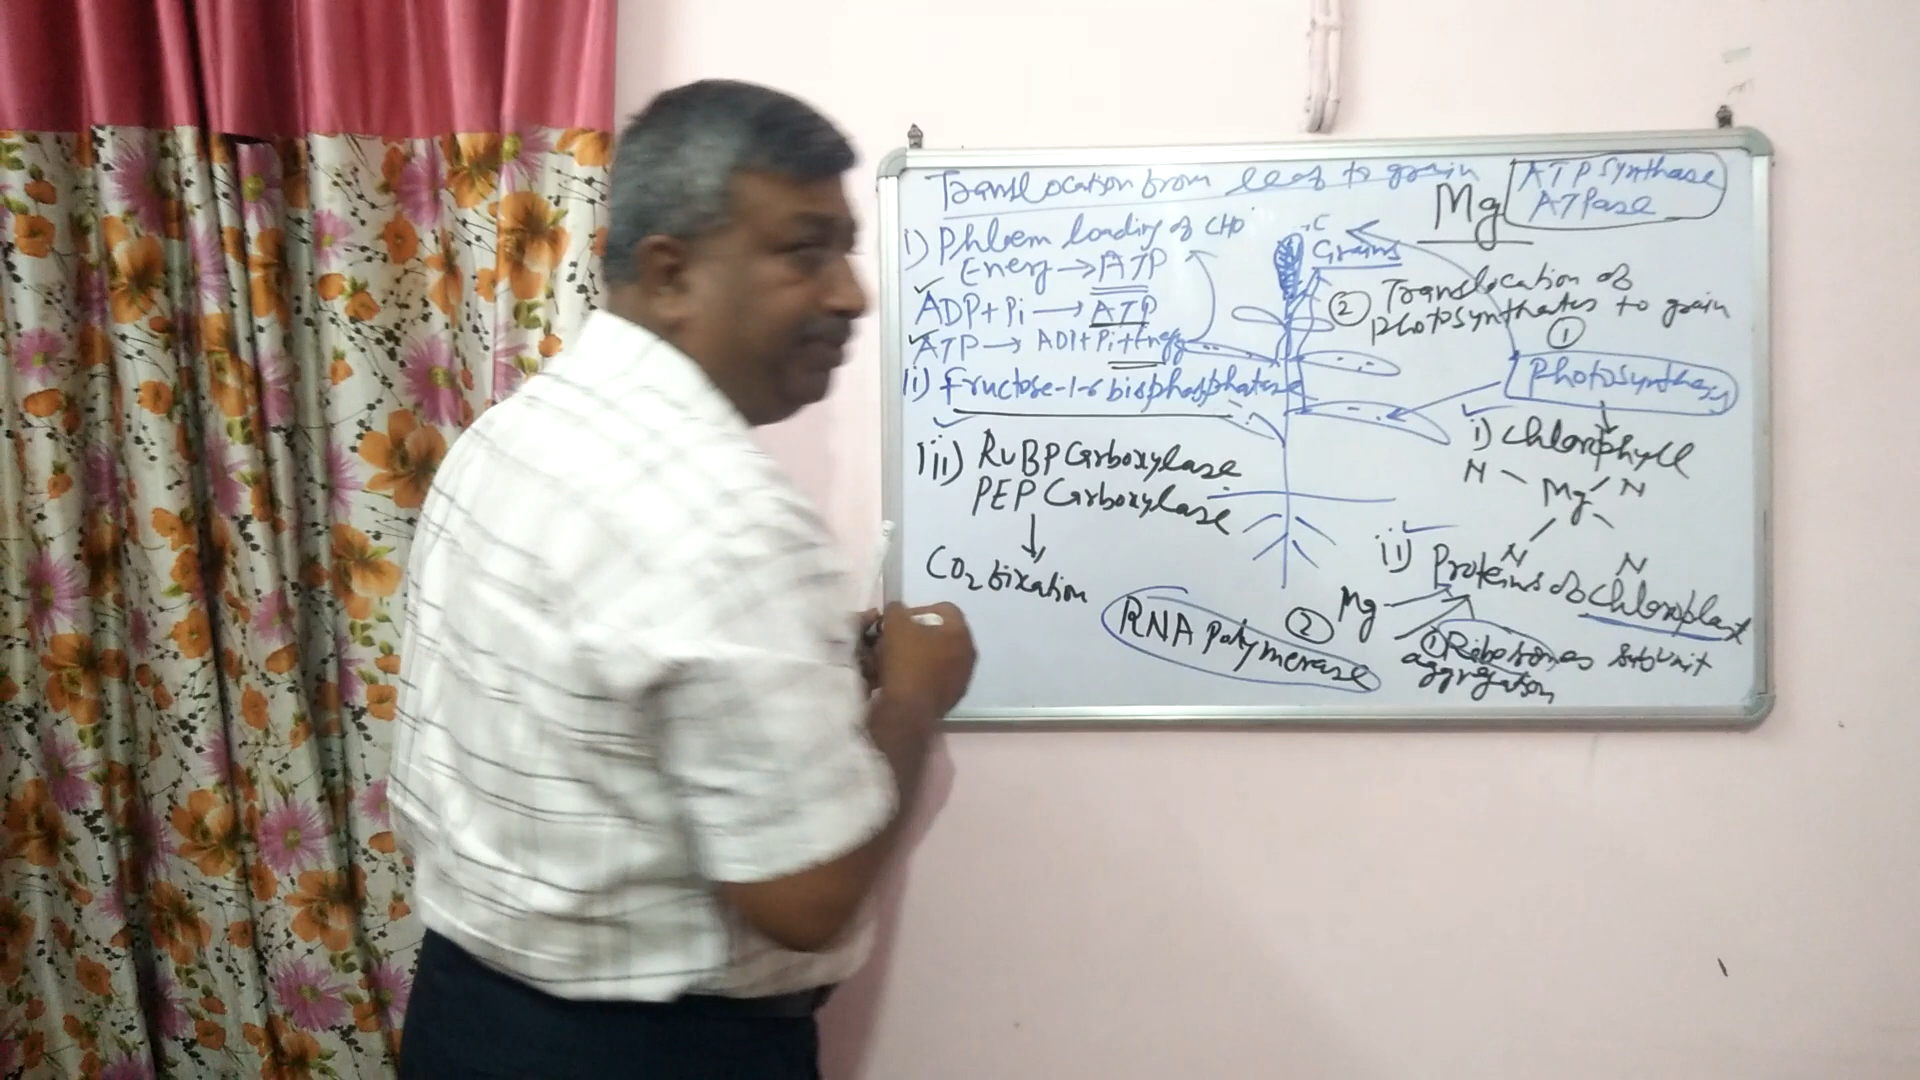 Translocation from leaf to grain
i) Phloem loading of CHO
Energy → ATP
ADP + Pi → ATP
ATP → ADP + Pi + Engy
ii) fructose-1-6 bisphosphatase
iii) RuBP Carboxylase
PEP Carboxylase
↓
CO2 fixation
RNA polymerase
Grains
Mg
ATP Synthase
ATPase
② Translocation of
photosynthates to grain
①
Photosynthesis
i) Chlorophyll
N N
Mg
N N
ii) Proteins of Chloroplast
② Mg
① Ribosomes subunit
aggregation